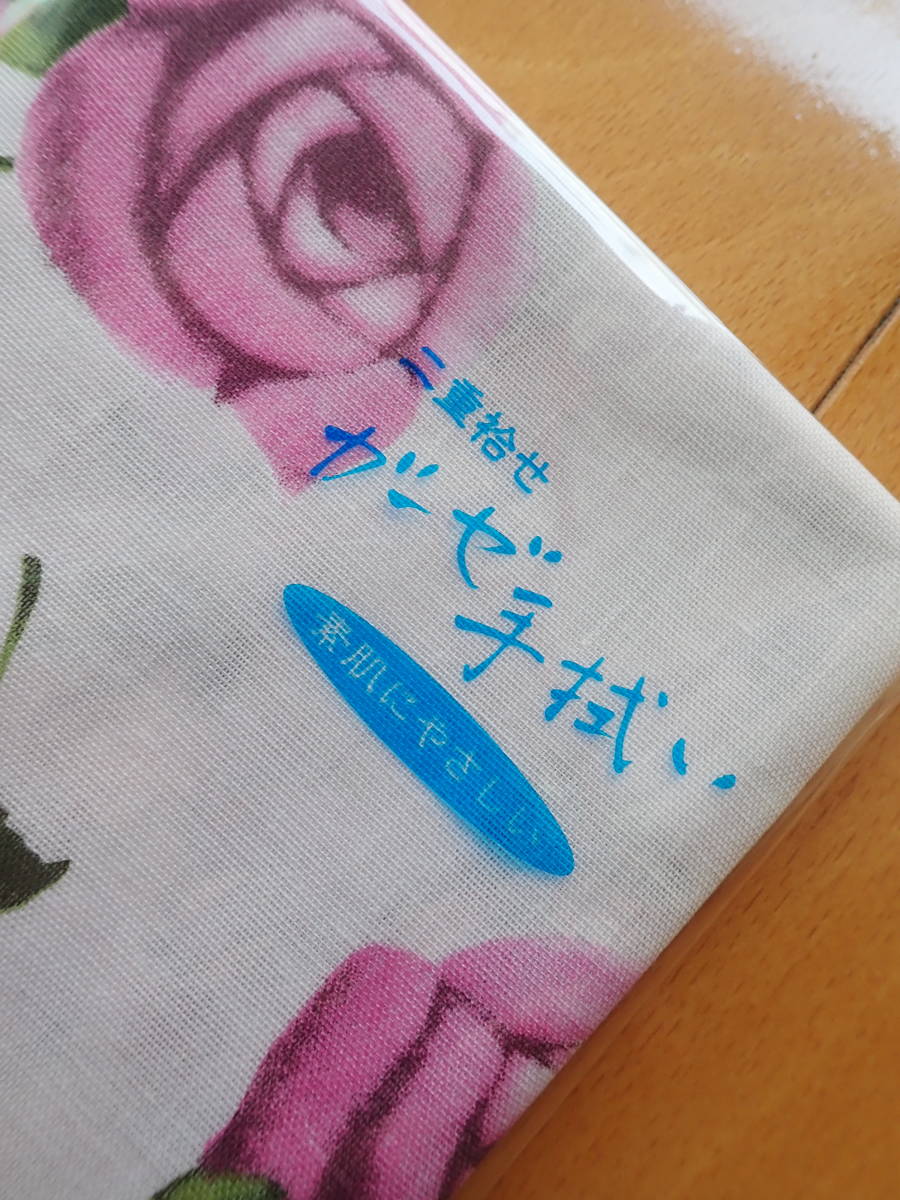 二重袷せ
ガーゼ手拭い
素肌にやさしい